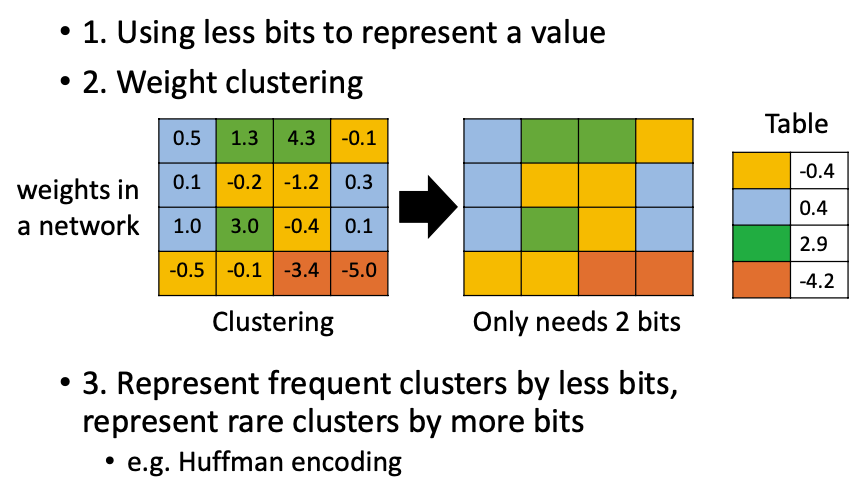 • 1. Using less bits to represent a value
• 2. Weight clustering
Table
weights in
a network
0.5 1.3 4.3 -0.1
0.1 -0.2 -1.2 0.3
1.0 3.0 -0.4 0.1
-0.5 -0.1 -3.4 -5.0
-0.4
0.4
2.9
-4.2
Clustering
Only needs 2 bits
• 3. Represent frequent clusters by less bits,
represent rare clusters by more bits
• e.g. Huffman encoding